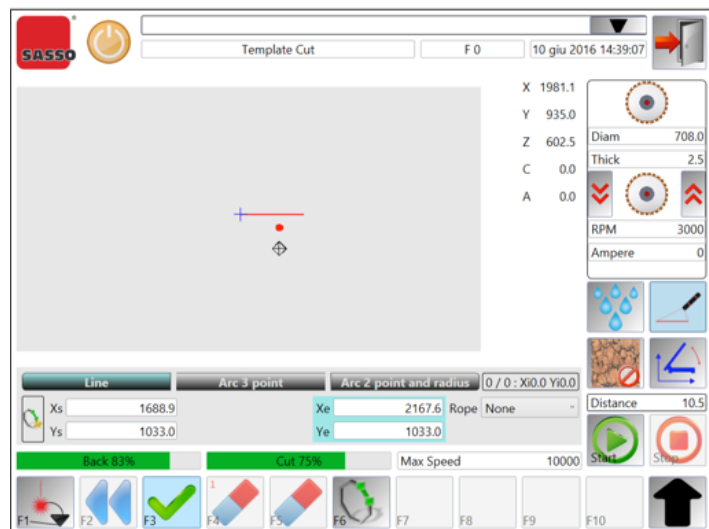 SASSO
Template Cut
F 0
10 giu 2016 14:39:07
X 1981.1
Y 935.0
Z 602.5
C 0.0
A 0.0
Diam 708.0
Thick 2.5
RPM 3000
Ampere 0
Line
Arc 3 point
Arc 2 point and radius
0 / 0 : Xi0.0 Yi0.0
Xs 1688.9
Xe 2167.6
Rope None
Ys 1033.0
Ye 1033.0
Distance 10.5
Start
Stop
Back 83%
Cut 75%
Max Speed 10000
F1
F2
F3
1
F4
F5
F6
F7
F8
F9
F10